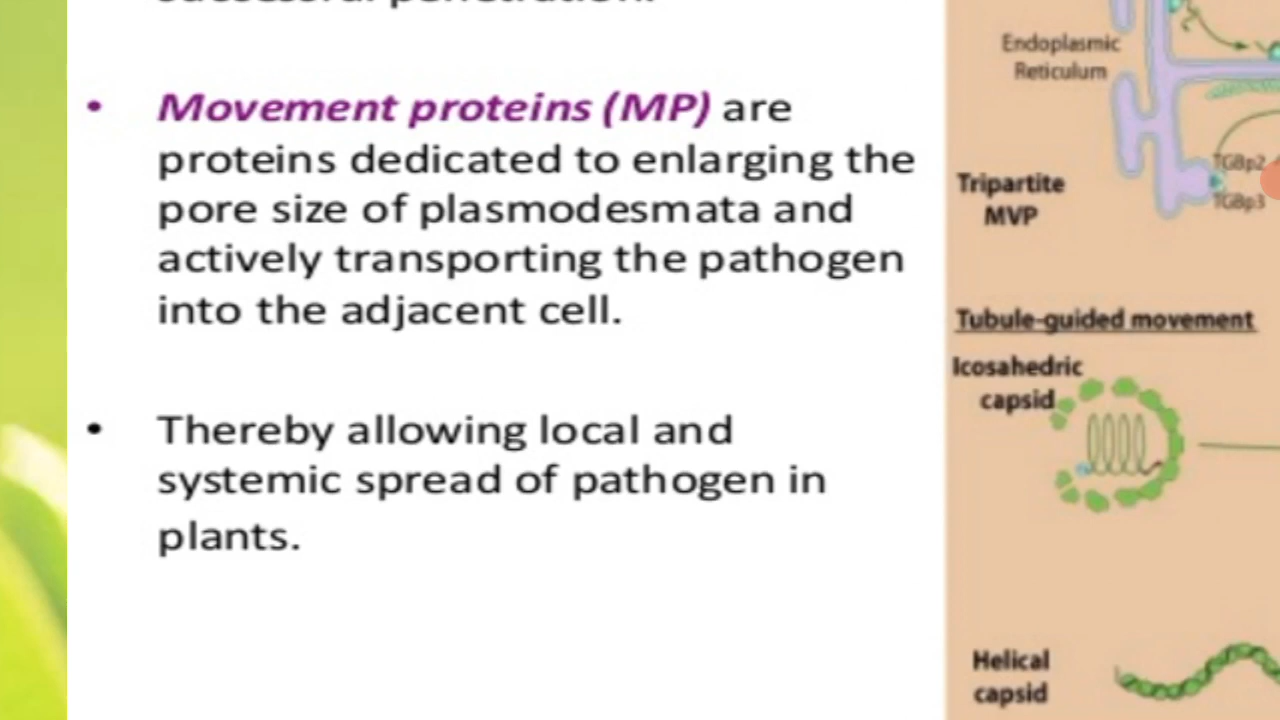 successful penetration.
• Movement proteins (MP) are
proteins dedicated to enlarging the
pore size of plasmodesmata and
actively transporting the pathogen
into the adjacent cell.
• Thereby allowing local and
systemic spread of pathogen in
plants.
Endoplasmic
Reticulum
TGBp2
TGBp3
Tripartite
MVP
Tubule-guided movement
Icosahedric
capsid
Helical
capsid